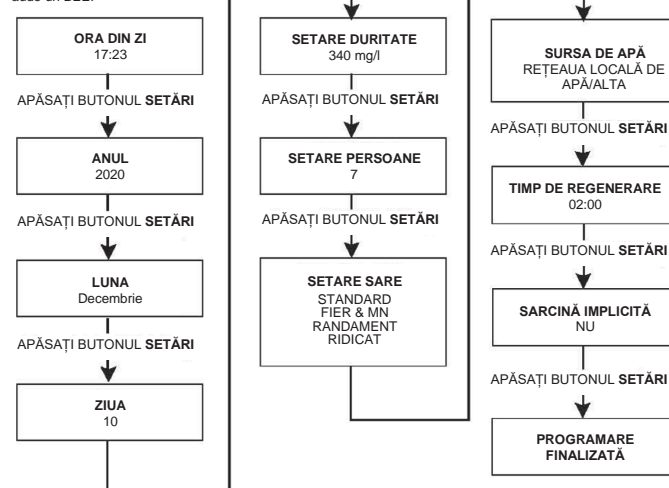 ORA DIN ZI
17:23
APĂSAȚI BUTONUL SETĂRI
ANUL
2020
APĂSAȚI BUTONUL SETĂRI
LUNA
Decembrie
APĂSAȚI BUTONUL SETĂRI
ZIUA
10
SETARE DURITATE
340 mg/l
APĂSAȚI BUTONUL SETĂRI
SETARE PERSOANE
7
APĂSAȚI BUTONUL SETĂRI
SETARE SARE
STANDARD
FIER & MN
RANDAMENT
RIDICAT
SURSA DE APĂ
REȚEAUA LOCALĂ DE
APĂ/ALTA
APĂSAȚI BUTONUL SETĂRI
TIMP DE REGENERARE
02:00
APĂSAȚI BUTONUL SETĂRI
SARCINĂ IMPLICITĂ
NU
APĂSAȚI BUTONUL SETĂRI
PROGRAMARE
FINALIZATĂ